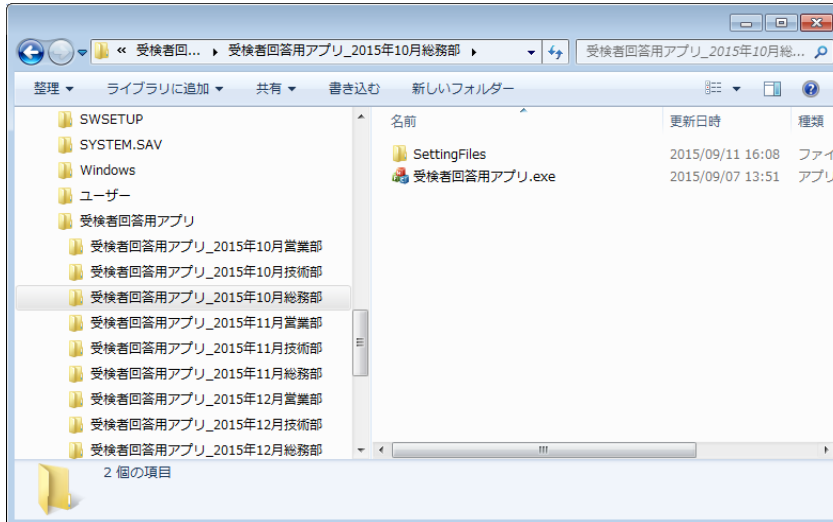 « 受検者回... ▸ 受検者回答用アプリ_2015年10月総務部 ▸
受検者回答用アプリ_2015年10月総...
整理 ▼ ライブラリに追加 ▼ 共有 ▼ 書き込む 新しいフォルダー
SWSETUP
SYSTEM.SAV
Windows
ユーザー
受検者回答用アプリ
受検者回答用アプリ_2015年10月営業部
受検者回答用アプリ_2015年10月技術部
受検者回答用アプリ_2015年10月総務部
受検者回答用アプリ_2015年11月営業部
受検者回答用アプリ_2015年11月技術部
受検者回答用アプリ_2015年11月総務部
受検者回答用アプリ_2015年12月営業部
受検者回答用アプリ_2015年12月技術部
受検者回答用アプリ_2015年12月総務部
名前 更新日時 種類
SettingFiles 2015/09/11 16:08 ファイ
受検者回答用アプリ.exe 2015/09/07 13:51 アプリ
2 個の項目